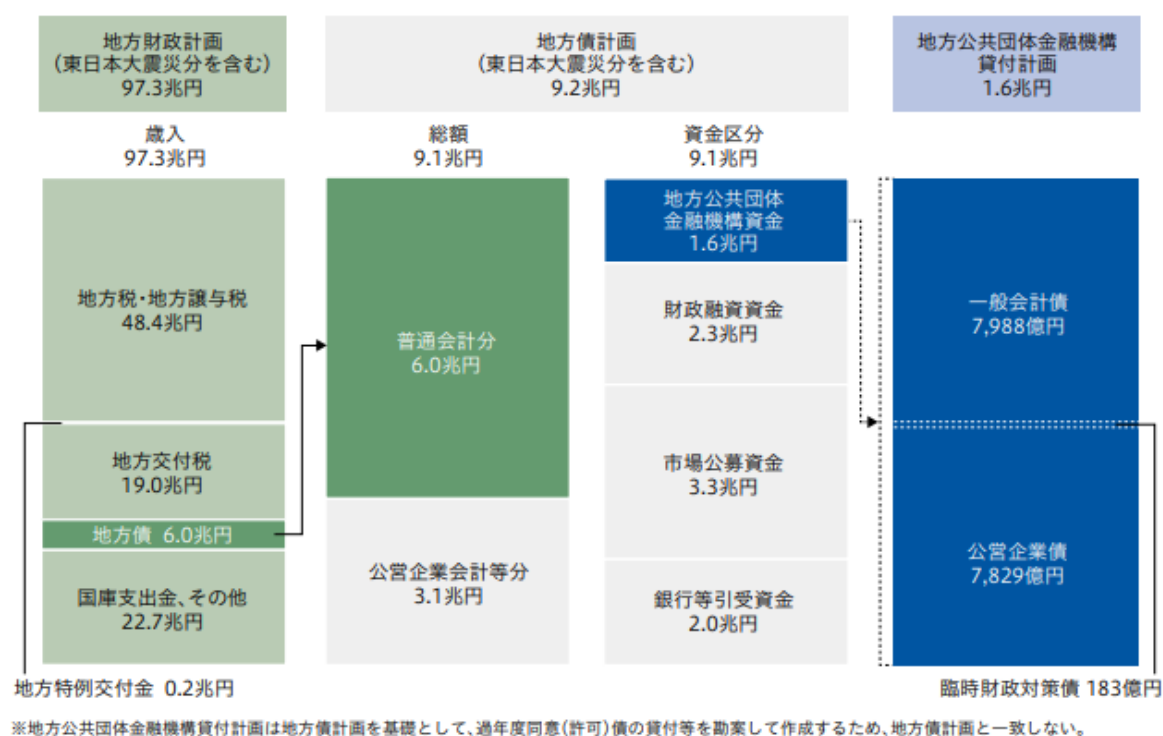 地方財政計画
（東日本大震災分を含む）
97.3兆円
地方債計画
（東日本大震災分を含む）
9.2兆円
地方公共団体金融機構
貸付計画
1.6兆円
歳入
97.3兆円
総額
9.1兆円
資金区分
9.1兆円
地方税・地方譲与税
48.4兆円
地方交付税
19.0兆円
地方債 6.0兆円
国庫支出金、その他
22.7兆円
地方特例交付金 0.2兆円
普通会計分
6.0兆円
公営企業会計等分
3.1兆円
地方公共団体
金融機構資金
1.6兆円
財政融資資金
2.3兆円
市場公募資金
3.3兆円
銀行等引受資金
2.0兆円
一般会計債
7,988億円
公営企業債
7,829億円
臨時財政対策債 183億円
※地方公共団体金融機構貸付計画は地方債計画を基礎として、過年度同意（許可）債の貸付等を勘案して作成するため、地方債計画と一致しない。